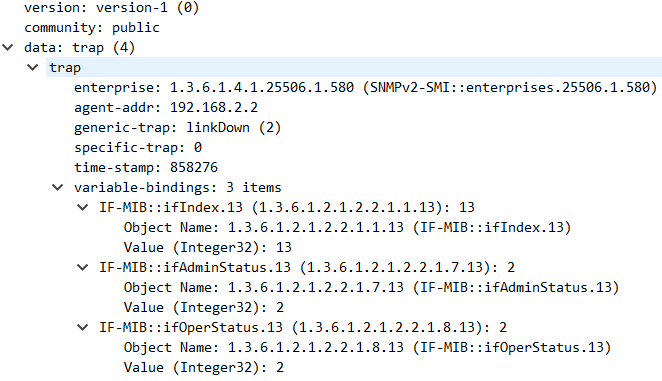 version: version-1 (0)
community: public
data: trap (4)
trap
enterprise: 1.3.6.1.4.1.25506.1.580 (SNMPv2-SMI::enterprises.25506.1.580)
agent-addr: 192.168.2.2
generic-trap: linkDown (2)
specific-trap: 0
time-stamp: 858276
variable-bindings: 3 items
IF-MIB::ifIndex.13 (1.3.6.1.2.1.2.2.1.1.13): 13
Object Name: 1.3.6.1.2.1.2.2.1.1.13 (IF-MIB::ifIndex.13)
Value (Integer32): 13
IF-MIB::ifAdminStatus.13 (1.3.6.1.2.1.2.2.1.7.13): 2
Object Name: 1.3.6.1.2.1.2.2.1.7.13 (IF-MIB::ifAdminStatus.13)
Value (Integer32): 2
IF-MIB::ifOperStatus.13 (1.3.6.1.2.1.2.2.1.8.13): 2
Object Name: 1.3.6.1.2.1.2.2.1.8.13 (IF-MIB::ifOperStatus.13)
Value (Integer32): 2